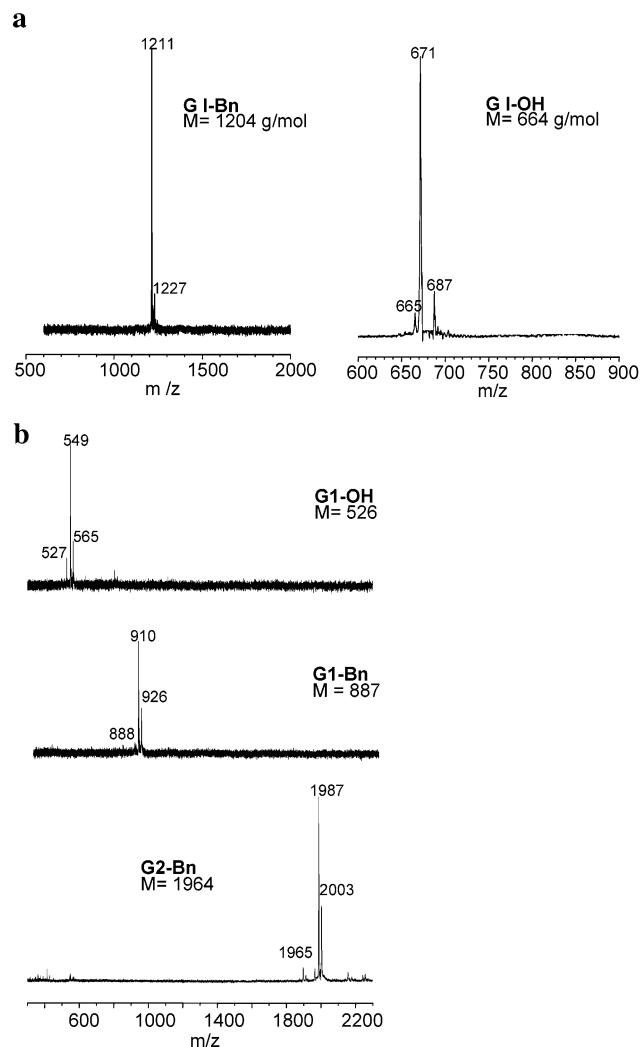 a
1211
G I-Bn
M= 1204 g/mol
1227
500 1000 1500 2000
m /z
671
G I-OH
M= 664 g/mol
665
687
600 650 700 750 800 850 900
m/z
b
549
G1-OH
M= 526
527
565
910
G1-Bn
M = 887
926
888
1987
G2-Bn
M= 1964
2003
1965
600 1000 1400 1800 2200
m/z